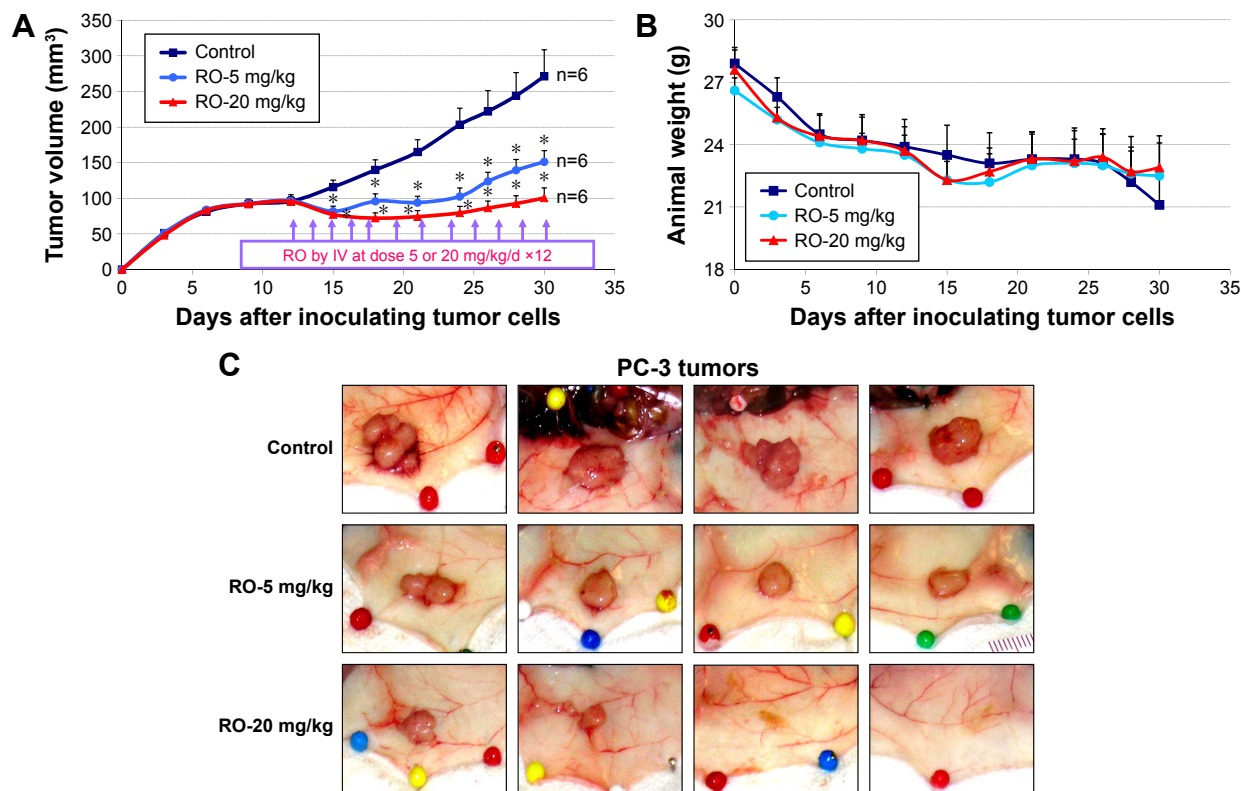 A
Tumor volume (mm³)
350
300
250
200
150
100
50
0
Control
RO-5 mg/kg
RO-20 mg/kg
n=6
n=6
n=6
* * * * * * *
* * * * * * *
RO by IV at dose 5 or 20 mg/kg/d ×12
0 5 10 15 20 25 30 35
Days after inoculating tumor cells
B
Animal weight (g)
30
27
24
21
18
Control
RO-5 mg/kg
RO-20 mg/kg
0 5 10 15 20 25 30 35
Days after inoculating tumor cells
C
PC-3 tumors
Control
RO-5 mg/kg
RO-20 mg/kg